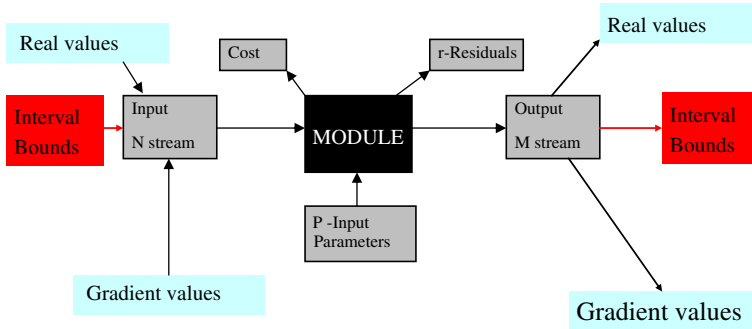 Real values
Cost
r-Residuals
Real values
Interval
Bounds
Input
N stream
MODULE
Output
M stream
Interval
Bounds
P -Input
Parameters
Gradient values
Gradient values